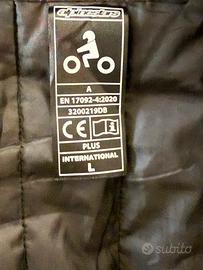 alpinestars
A
EN 17092-4:2020
3200219DB
CE
PLUS
INTERNATIONAL
L
subito